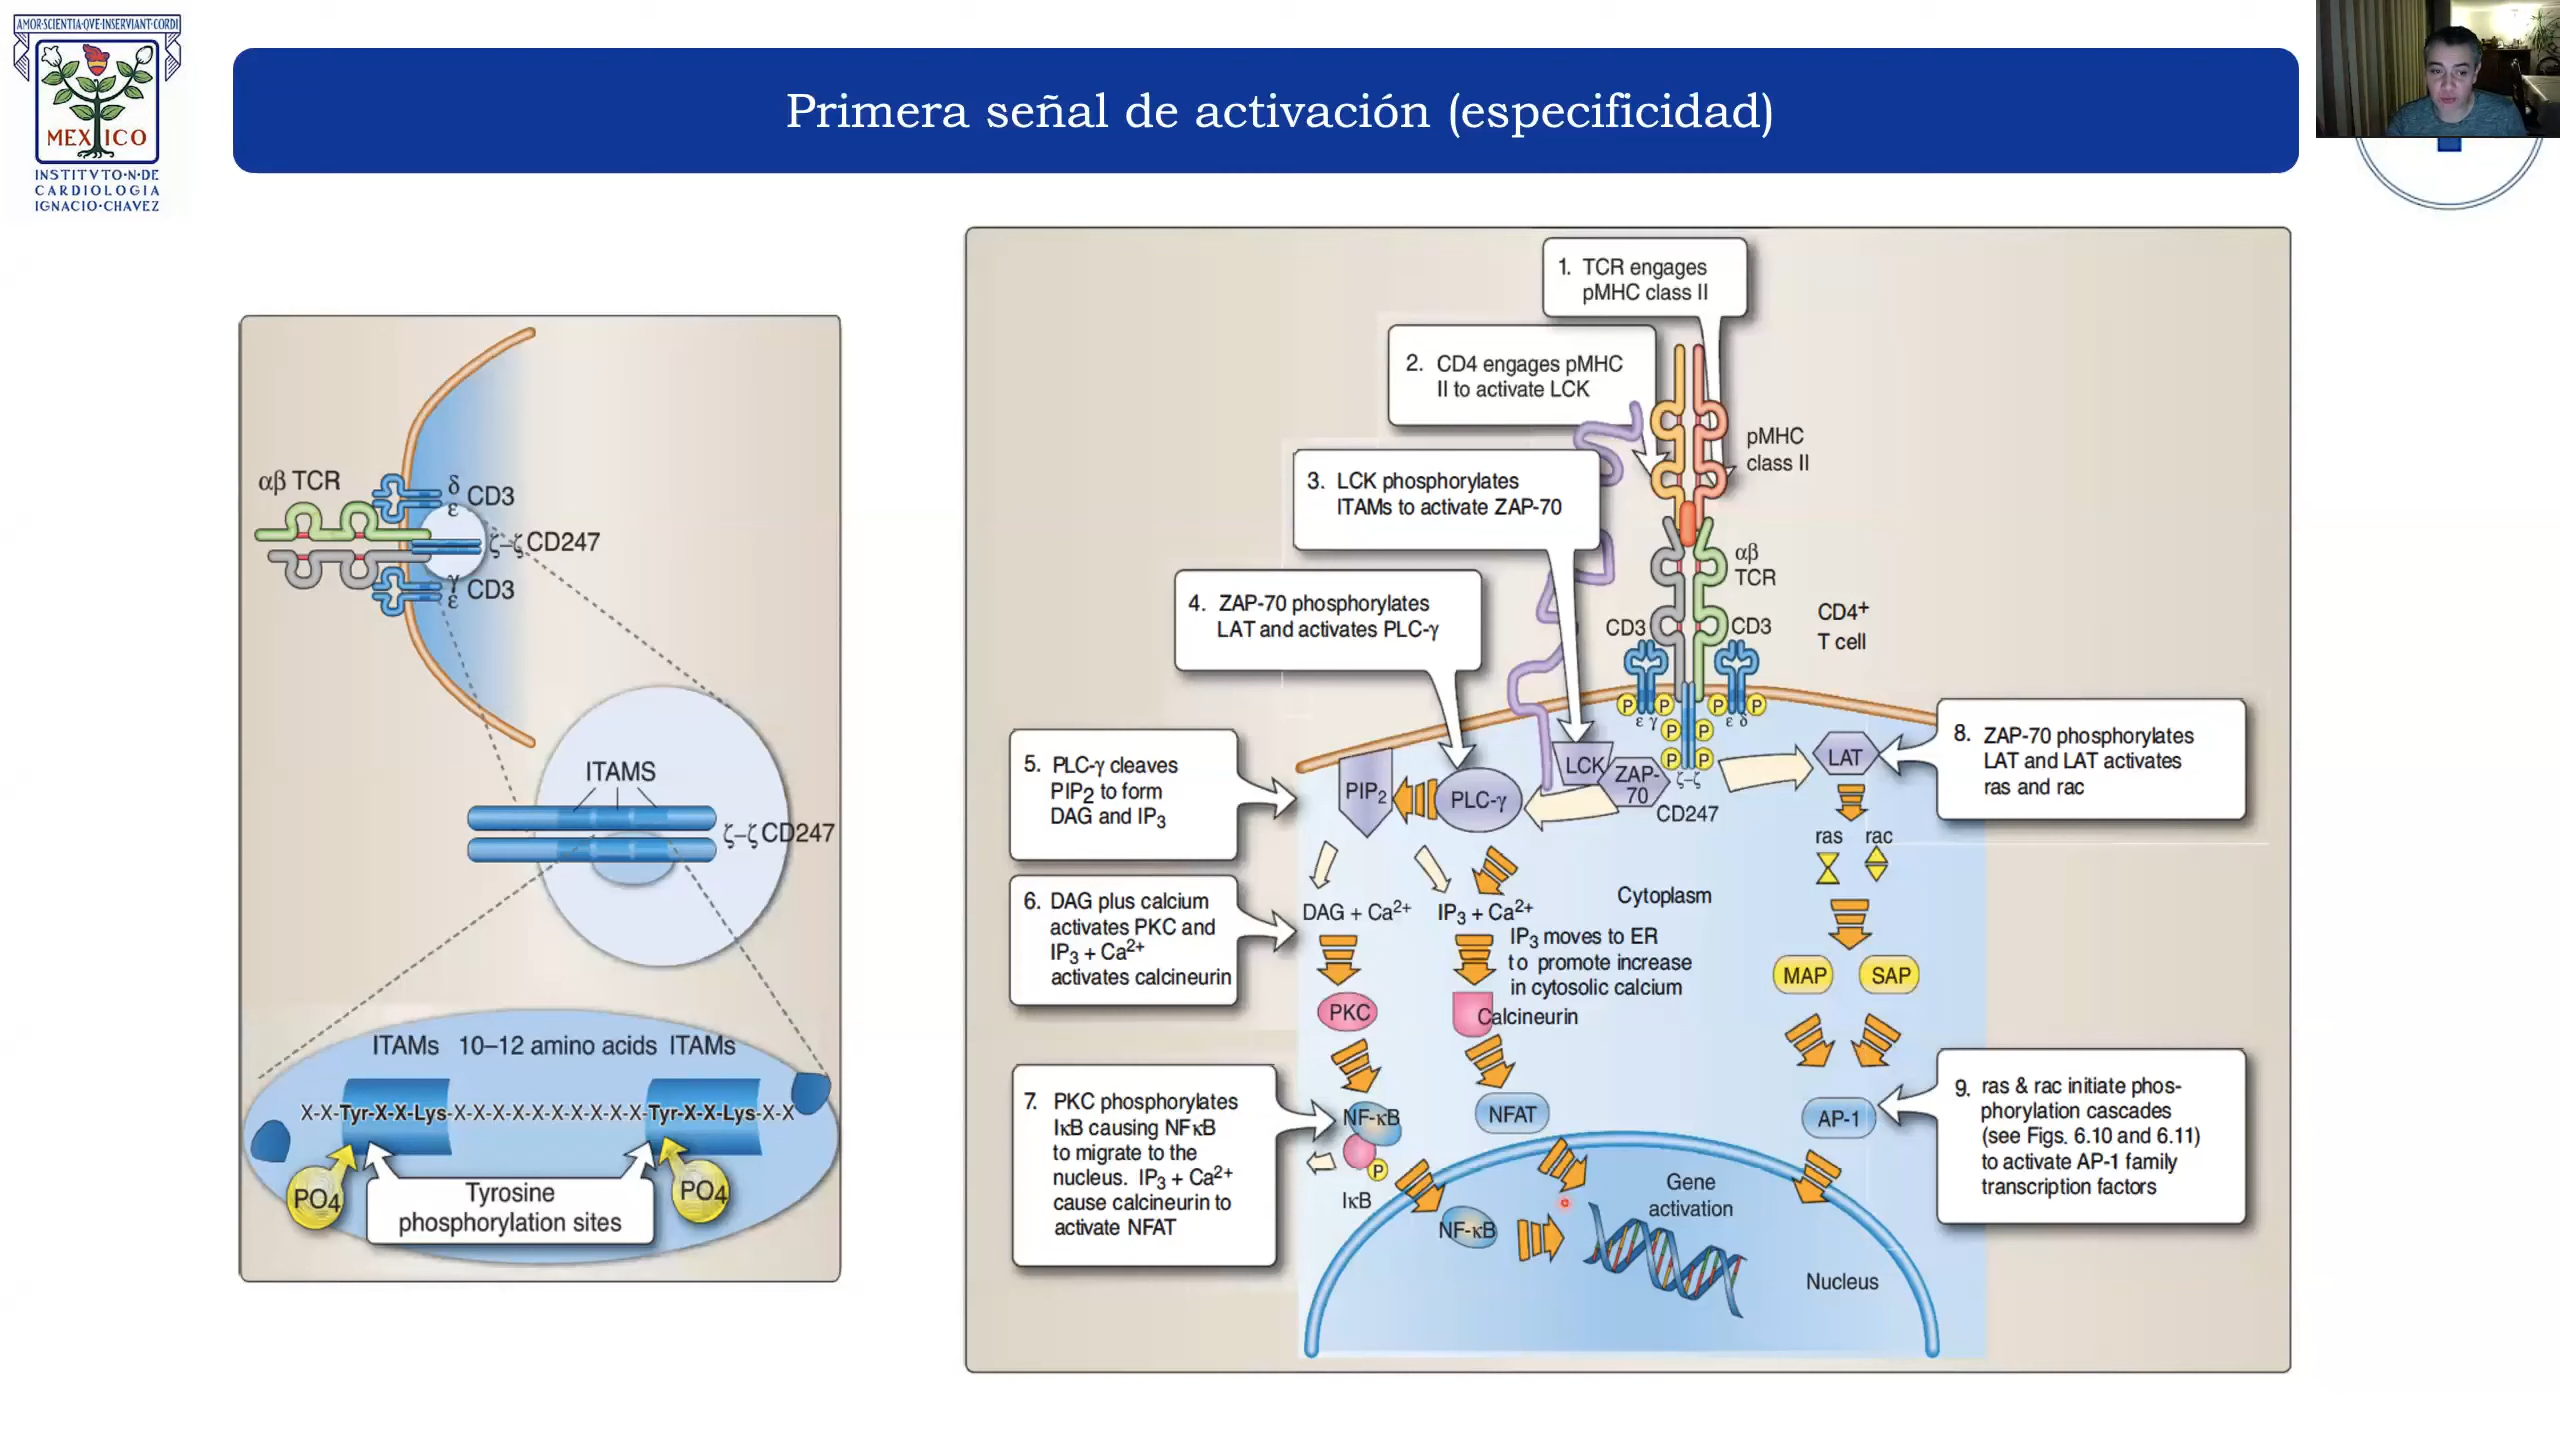 AMOR·SCIENTIA·QVE·INSERVIANT·CORDI
MEXICO
INSTITVTO·N·DE
CARDIOLOGIA
IGNACIO·CHAVEZ
Primera señal de activación (especificidad)
αβ TCR
δ
ε
CD3
ζ–ζ CD247
γ
ε
CD3
ITAMS
ζ–ζ CD247
ITAMs 10–12 amino acids ITAMs
X-X-Tyr-X-X-Lys-X-X-X-X-X-X-X-X-X-X-Tyr-X-X-Lys-X-X
PO4
Tyrosine
phosphorylation sites
PO4
1. TCR engages
pMHC class II
2. CD4 engages pMHC
II to activate LCK
3. LCK phosphorylates
ITAMs to activate ZAP-70
4. ZAP-70 phosphorylates
LAT and activates PLC-γ
5. PLC-γ cleaves
PIP2 to form
DAG and IP3
6. DAG plus calcium
activates PKC and
IP3 + Ca2+
activates calcineurin
7. PKC phosphorylates
IκB causing NFκB
to migrate to the
nucleus. IP3 + Ca2+
cause calcineurin to
activate NFAT
8. ZAP-70 phosphorylates
LAT and LAT activates
ras and rac
9. ras & rac initiate phos-
phorylation cascades
(see Figs. 6.10 and 6.11)
to activate AP-1 family
transcription factors
pMHC
class II
αβ
TCR
CD3
CD3
CD4+
T cell
P P P P
ε γ
ε δ
P P
P P
ζ–ζ
CD247
LCK
ZAP-
70
PLC-γ
PIP2
LAT
ras rac
DAG + Ca2+
IP3 + Ca2+
Cytoplasm
IP3 moves to ER
to promote increase
in cytosolic calcium
PKC
Calcineurin
MAP
SAP
NF-κB
P
IκB
NFAT
AP-1
NF-κB
Gene
activation
Nucleus